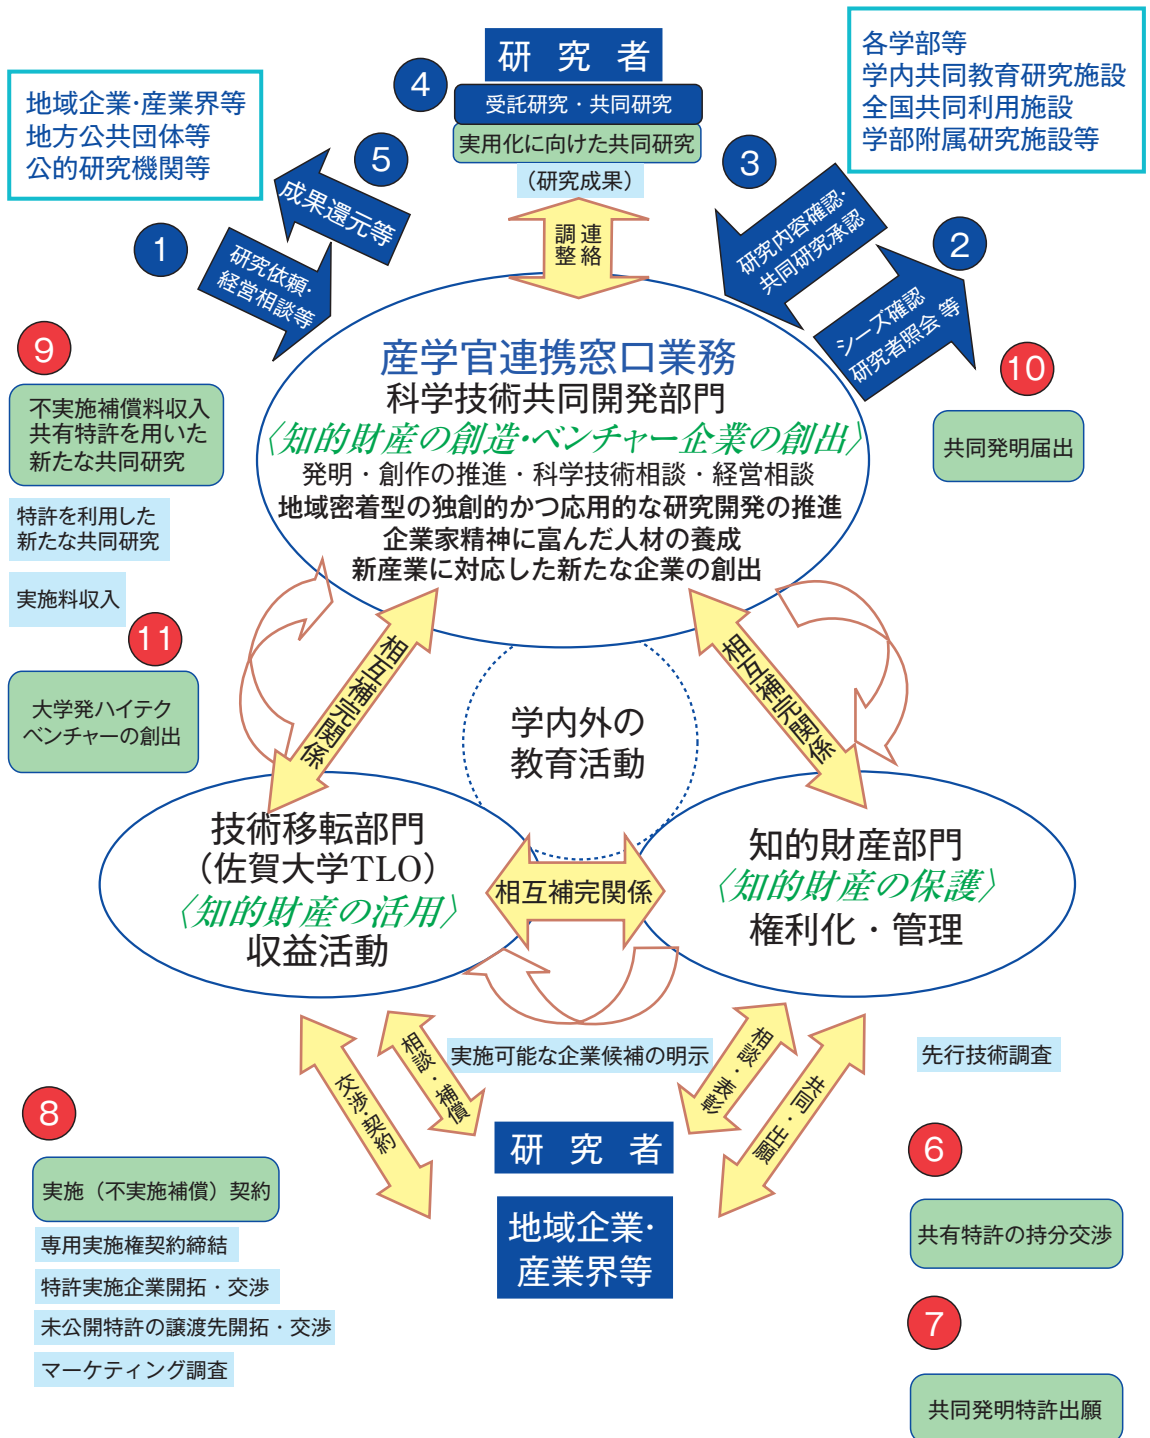 研究者
④
受託研究・共同研究
実用化に向けた共同研究
（研究成果）
連絡
調整
地域企業・産業界等
地方公共団体等
公的研究機関等
各学部等
学内共同教育研究施設
全国共同利用施設
学部附属研究施設等
5
成果還元等
1
研究依頼・
経営相談等
3
研究内容確認・
共同研究承認
2
シーズ確認
研究者照会 等
産学官連携窓口業務
科学技術共同開発部門
〈知的財産の創造・ベンチャー企業の創出〉
発明・創作の推進・科学技術相談・経営相談
地域密着型の独創的かつ応用的な研究開発の推進
企業家精神に富んだ人材の養成
新産業に対応した新たな企業の創出
9
不実施補償料収入
共有特許を用いた
新たな共同研究
特許を利用した
新たな共同研究
実施料収入
11
大学発ハイテク
ベンチャーの創出
10
共同発明届出
相互補完関係
相互補完関係
学内外の
教育活動
技術移転部門
（佐賀大学TLO）
〈知的財産の活用〉
収益活動
相互補完関係
知的財産部門
〈知的財産の保護〉
権利化・管理
交渉・契約
相談・補償
実施可能な企業候補の明示
相談・表彰
共同・出願
先行技術調査
研究者
地域企業・
産業界等
8
実施（不実施補償）契約
専用実施権契約締結
特許実施企業開拓・交渉
未公開特許の譲渡先開拓・交渉
マーケティング調査
6
共有特許の持分交渉
7
共同発明特許出願